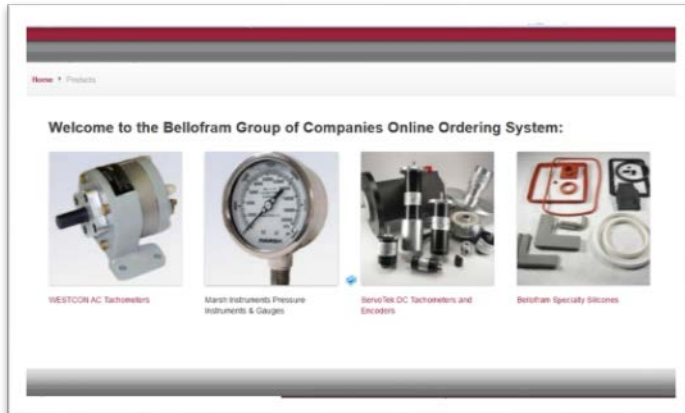 Home
Products
Welcome to the Bellofram Group of Companies Online Ordering System:
WESTCON AC Tachometers
Marsh Instruments Pressure
Instruments & Gauges
ServoTek DC Tachometers and
Encoders
Bellofram Specialty Silicones